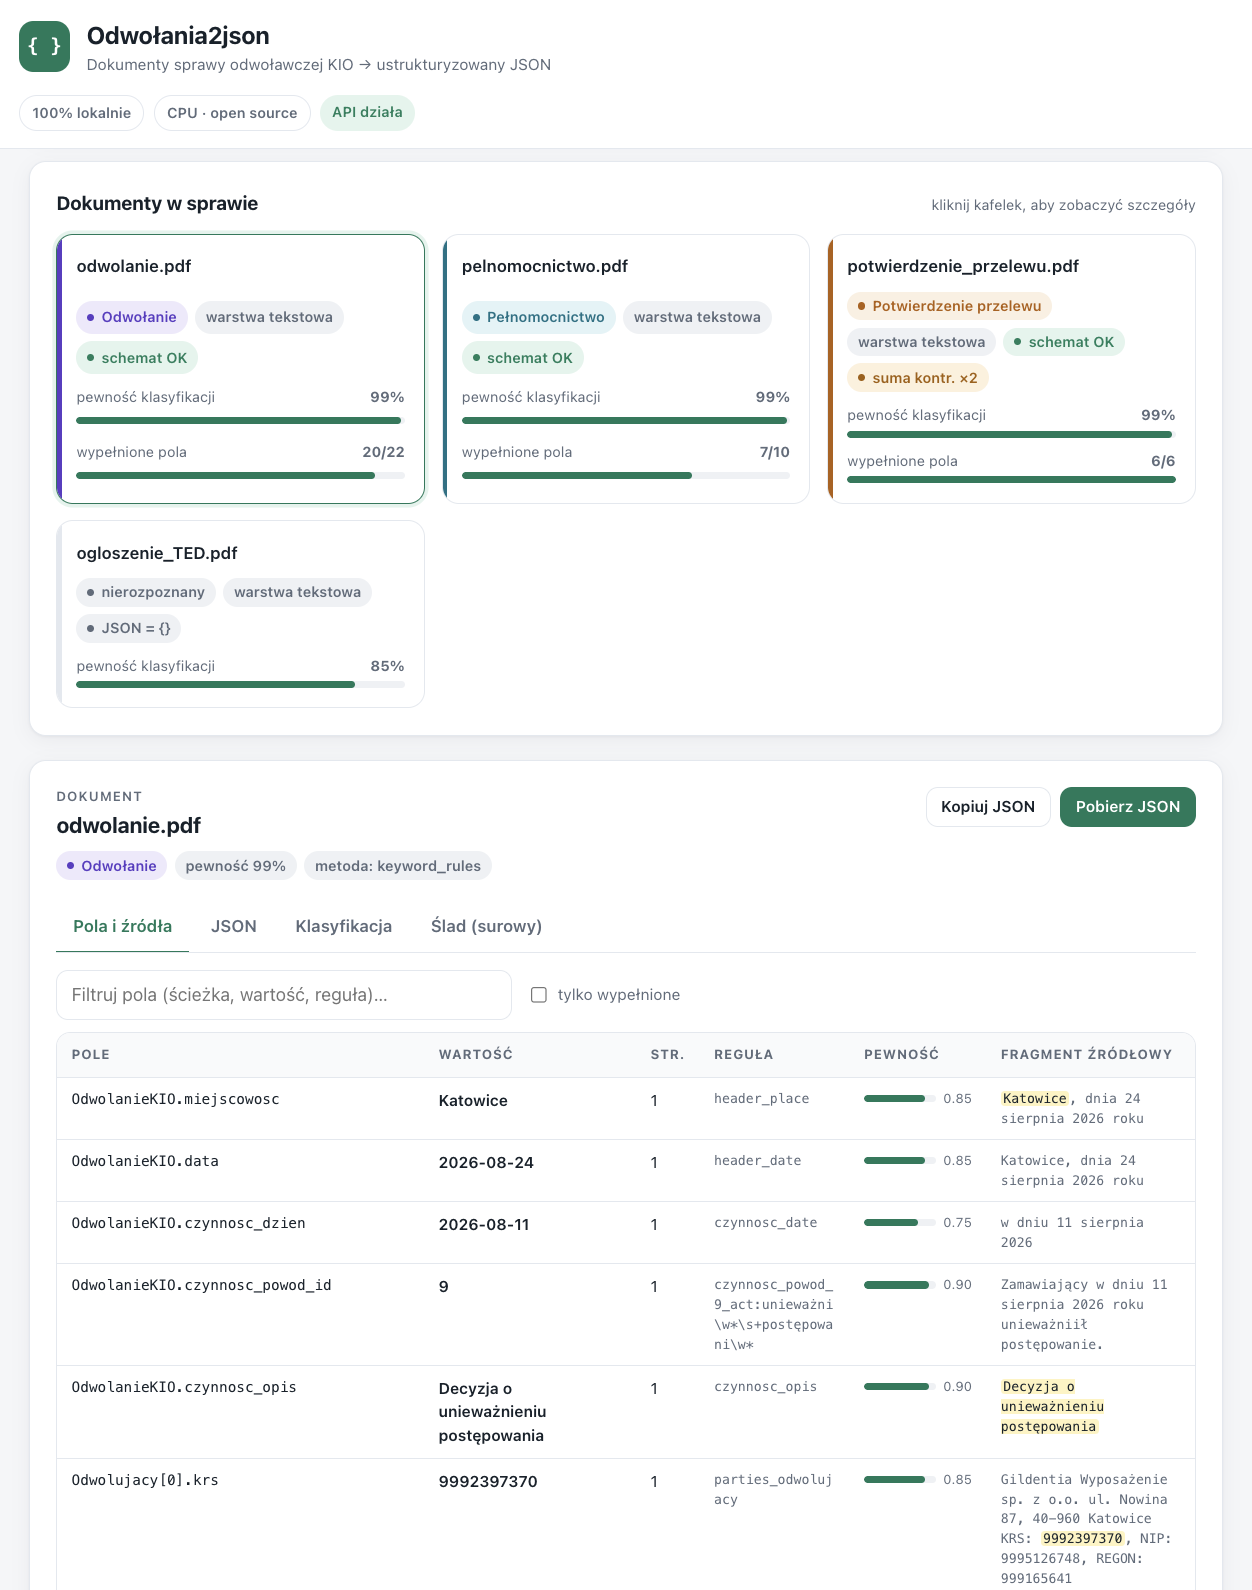 { }
Odwołania2json
Dokumenty sprawy odwoławczej KIO → ustrukturyzowany JSON
100% lokalnie
CPU · open source
API działa
Dokumenty w sprawie
kliknij kafelek, aby zobaczyć szczegóły
odwolanie.pdf
Odwołanie
warstwa tekstowa
schemat OK
pewność klasyfikacji 99%
wypełnione pola 20/22
pelnomocnictwo.pdf
Pełnomocnictwo
warstwa tekstowa
schemat OK
pewność klasyfikacji 99%
wypełnione pola 7/10
potwierdzenie_przelewu.pdf
Potwierdzenie przelewu
warstwa tekstowa
schemat OK
suma kontr. ×2
pewność klasyfikacji 99%
wypełnione pola 6/6
ogloszenie_TED.pdf
nierozpoznany
warstwa tekstowa
JSON = {}
pewność klasyfikacji 85%
DOKUMENT
odwolanie.pdf
Kopiuj JSON
Pobierz JSON
Odwołanie
pewność 99%
metoda: keyword_rules
Pola i źródła
JSON
Klasyfikacja
Ślad (surowy)
Filtruj pola (ścieżka, wartość, reguła)...
tylko wypełnione
POLE WARTOŚĆ STR. REGUŁA PEWNOŚĆ FRAGMENT ŹRÓDŁOWY
OdwolanieKIO.miejscowosc
Katowice
1
header_place
0.85
Katowice, dnia 24
sierpnia 2026 roku
OdwolanieKIO.data
2026-08-24
1
header_date
0.85
Katowice, dnia 24
sierpnia 2026 roku
OdwolanieKIO.czynnosc_dzien
2026-08-11
1
czynnosc_date
0.75
w dniu 11 sierpnia
2026
OdwolanieKIO.czynnosc_powod_id
9
1
czynnosc_powod_
9_act:unieważni
\w*\s+postępowa
ni\w*
0.90
Zamawiający w dniu 11
sierpnia 2026 roku
unieważniił
postępowanie.
OdwolanieKIO.czynnosc_opis
Decyzja o
unieważnieniu
postępowania
1
czynnosc_opis
0.90
Decyzja o
unieważnieniu
postępowania
Odwolujacy[0].krs
9992397370
1
parties_odwoluj
acy
0.85
Gildentia Wyposażenie
sp. z o.o. ul. Nowina
87, 40-960 Katowice
KRS: 9992397370, NIP:
9995126748, REGON:
999165641